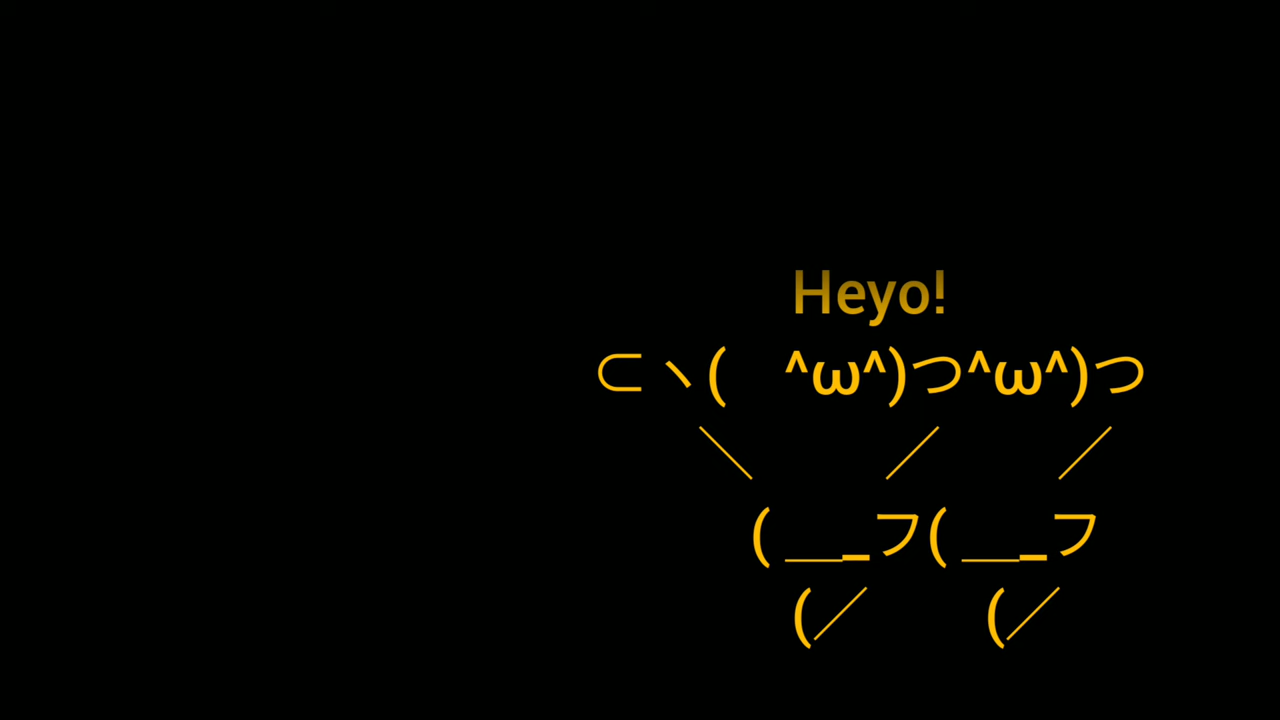 Heyo!
⊂ヽ(　^ω^)つ^ω^)つ
＼　　　／　　　／
(＿_フ(＿_フ
(／　　(／